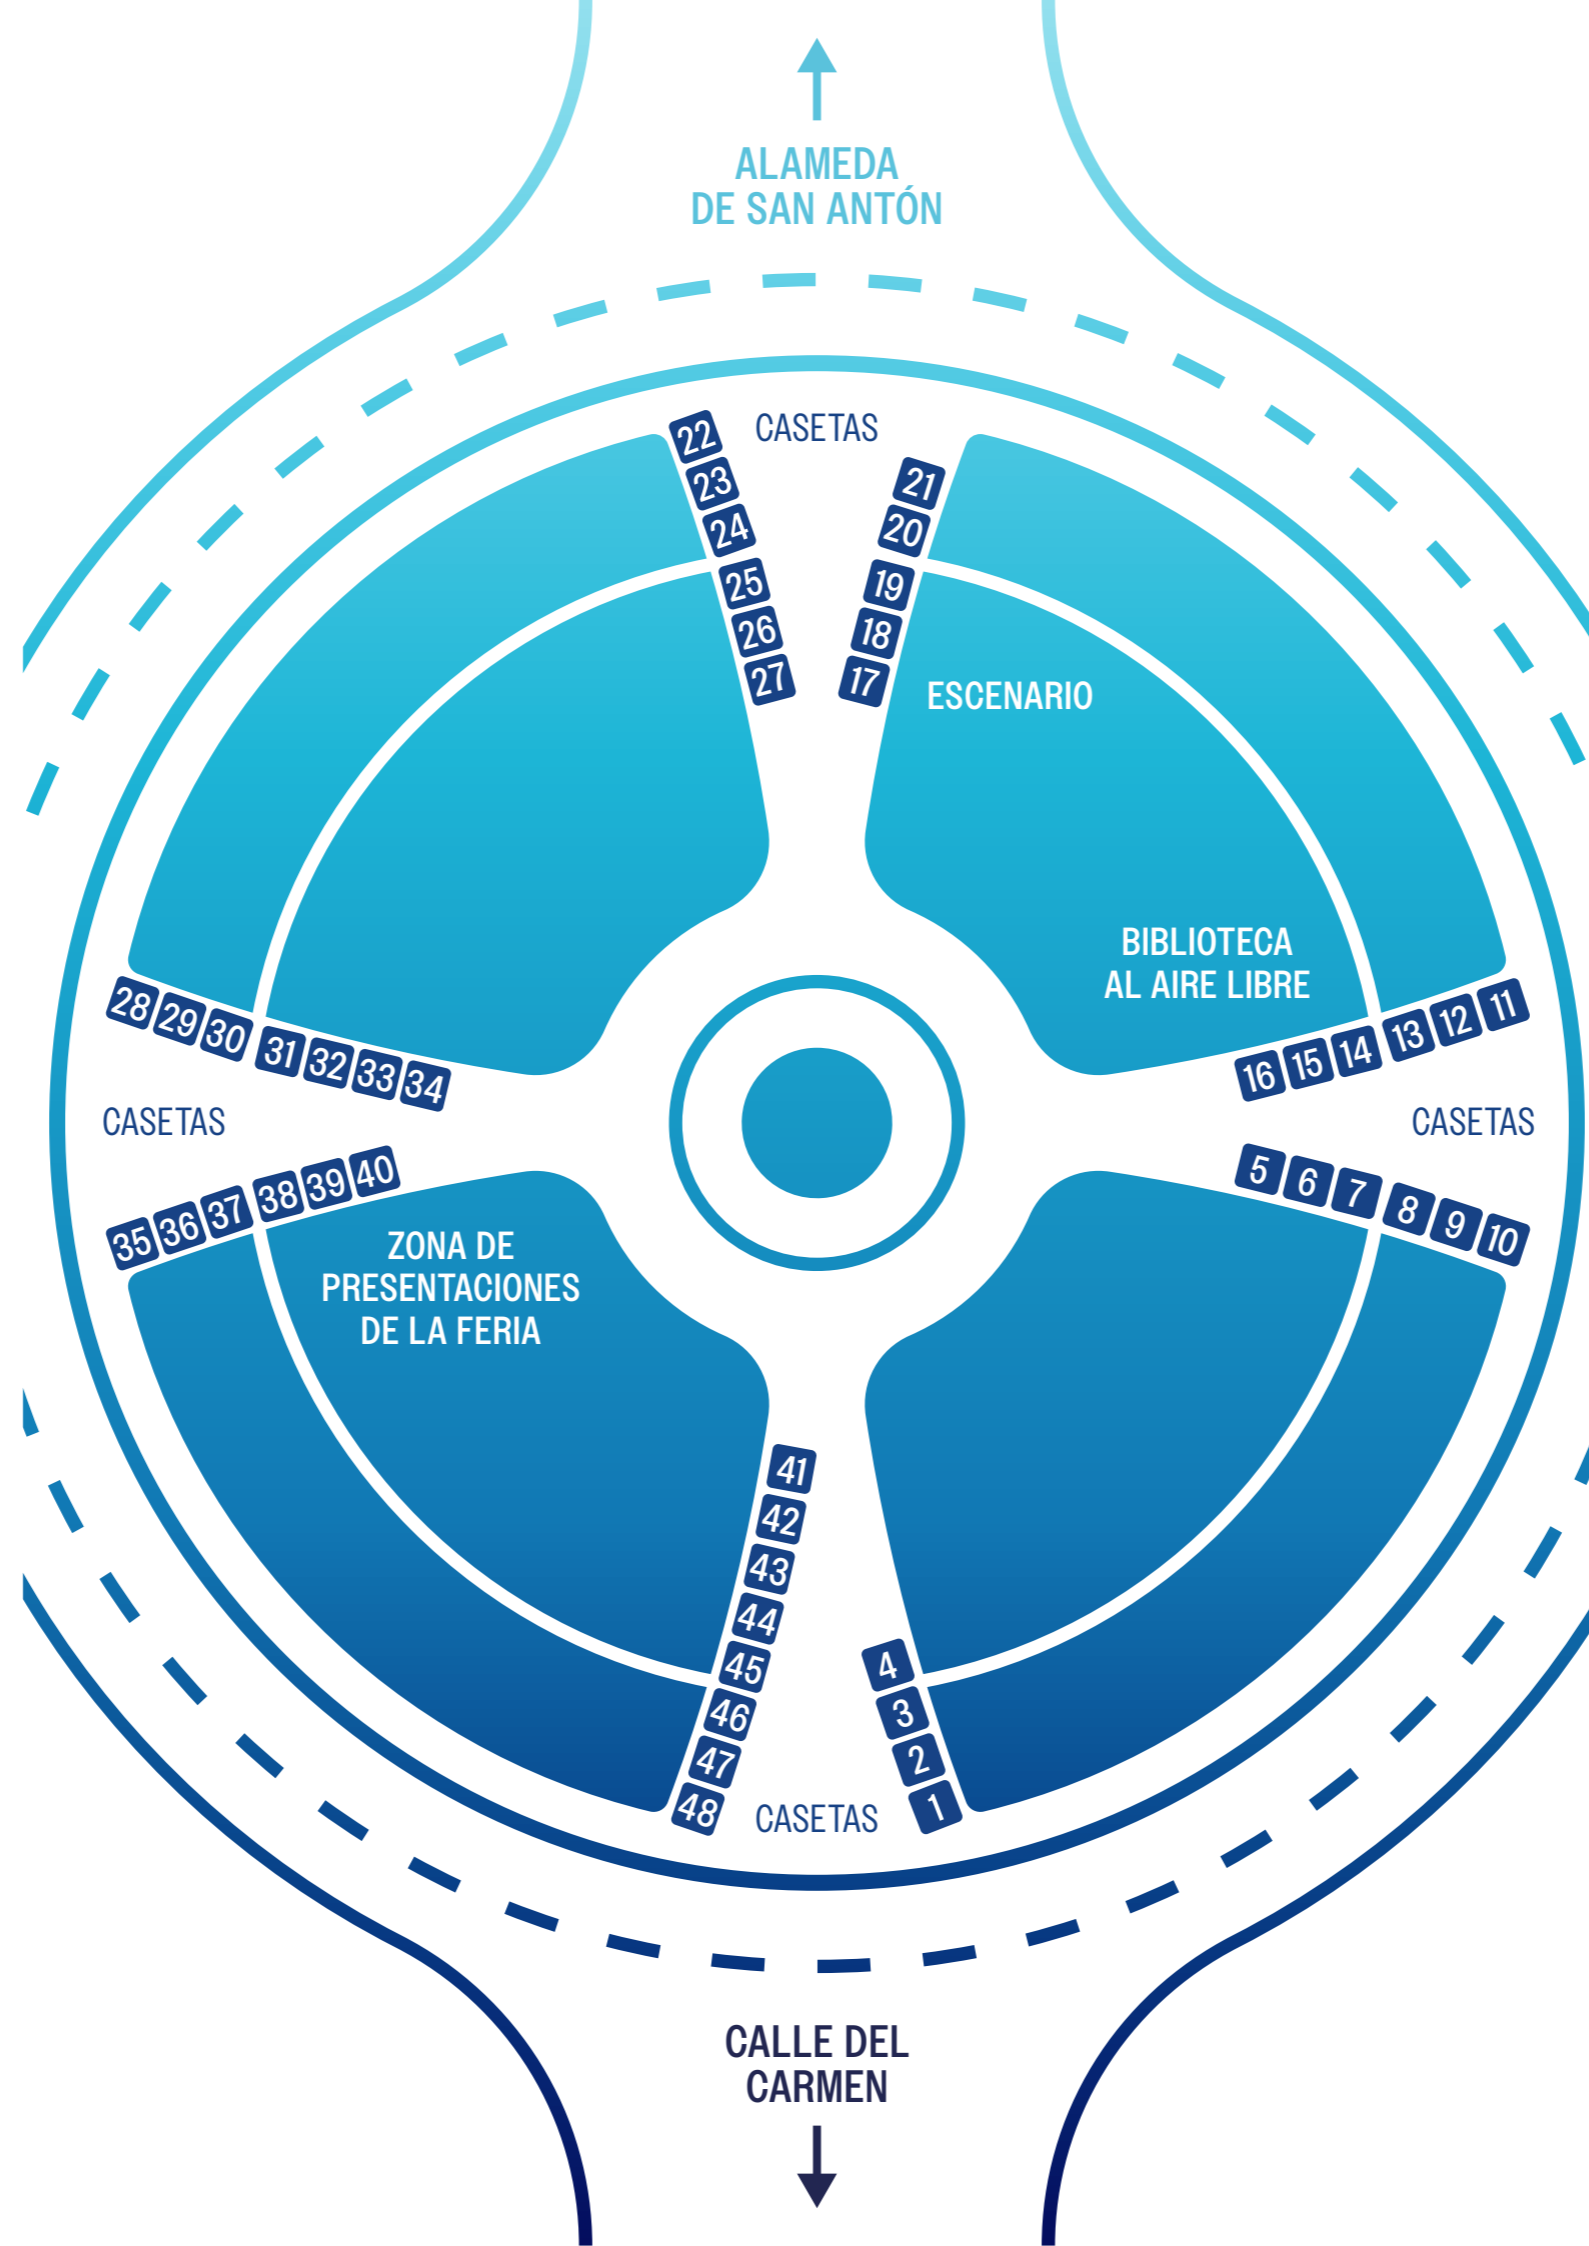 ALAMEDA
DE SAN ANTÓN
CASETAS
22
23
24
25
26
27
21
20
19
18
17
ESCENARIO
BIBLIOTECA
AL AIRE LIBRE
28 29 30 31 32 33 34
16 15 14 13 12 11
CASETAS
CASETAS
35 36 37 38 39 40
5 6 7 8 9 10
ZONA DE
PRESENTACIONES
DE LA FERIA
41
42
43
44
45
46
47
48
4
3
2
1
CASETAS
CALLE DEL
CARMEN